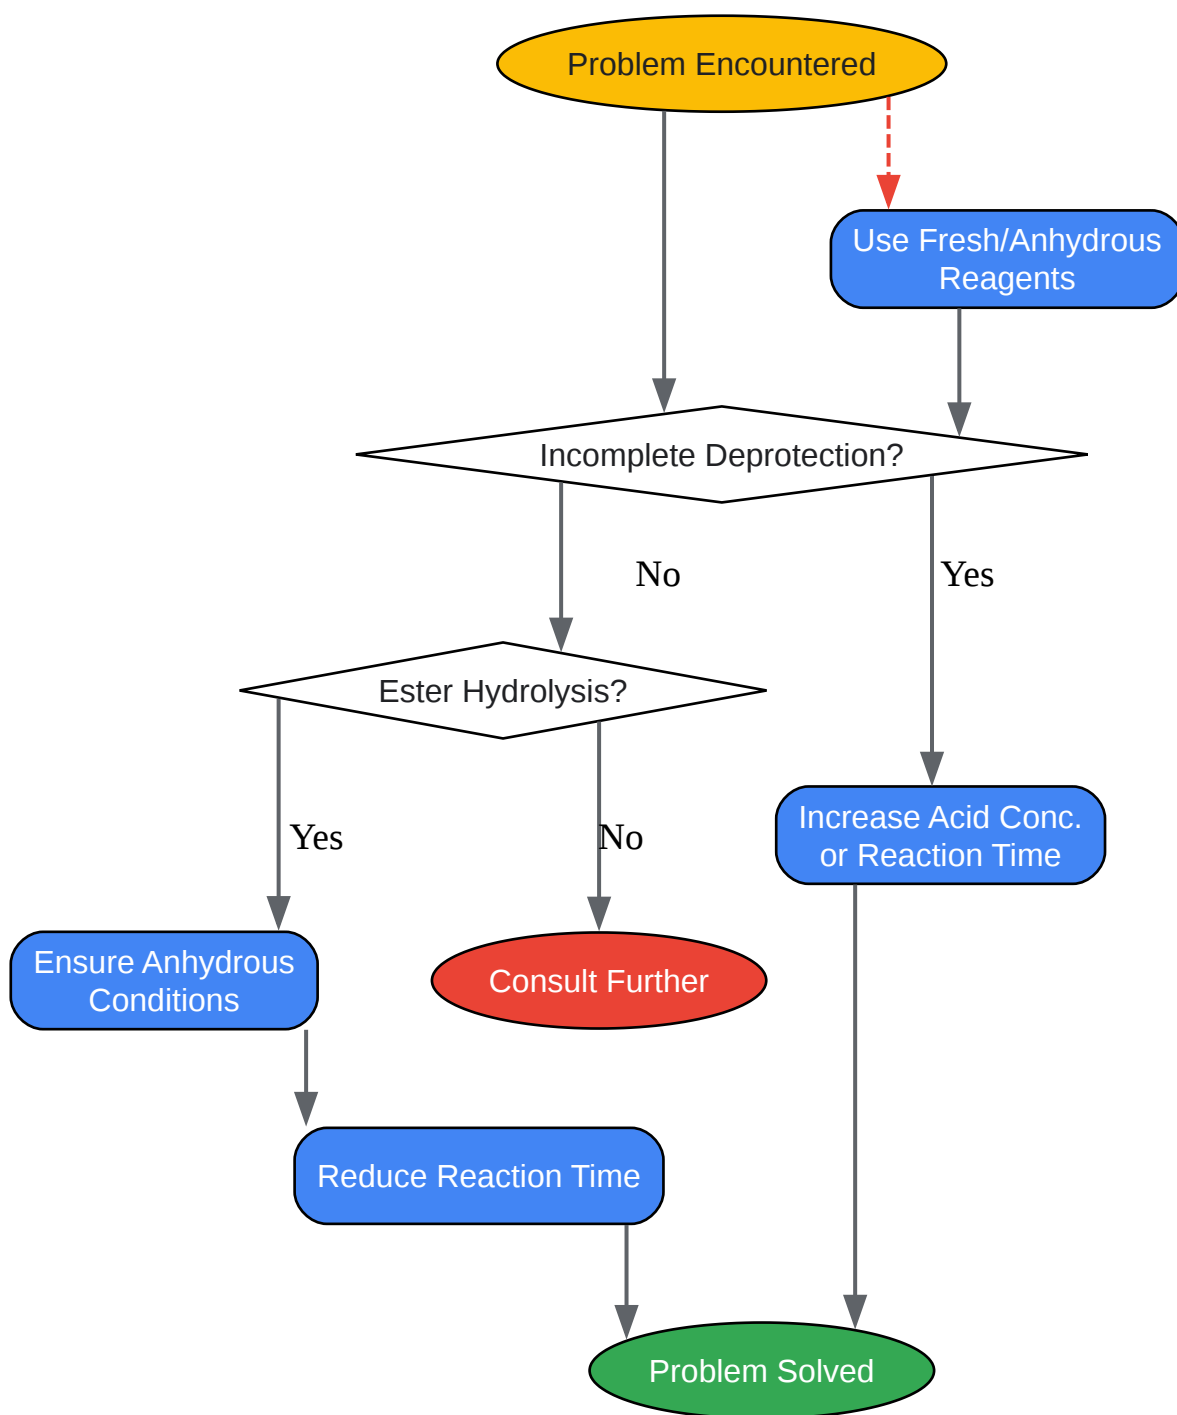 Problem Encountered
Use Fresh/Anhydrous
Reagents
Incomplete Deprotection?
No
Yes
Ester Hydrolysis?
Increase Acid Conc.
or Reaction Time
Yes
No
Ensure Anhydrous
Conditions
Consult Further
Reduce Reaction Time
Problem Solved